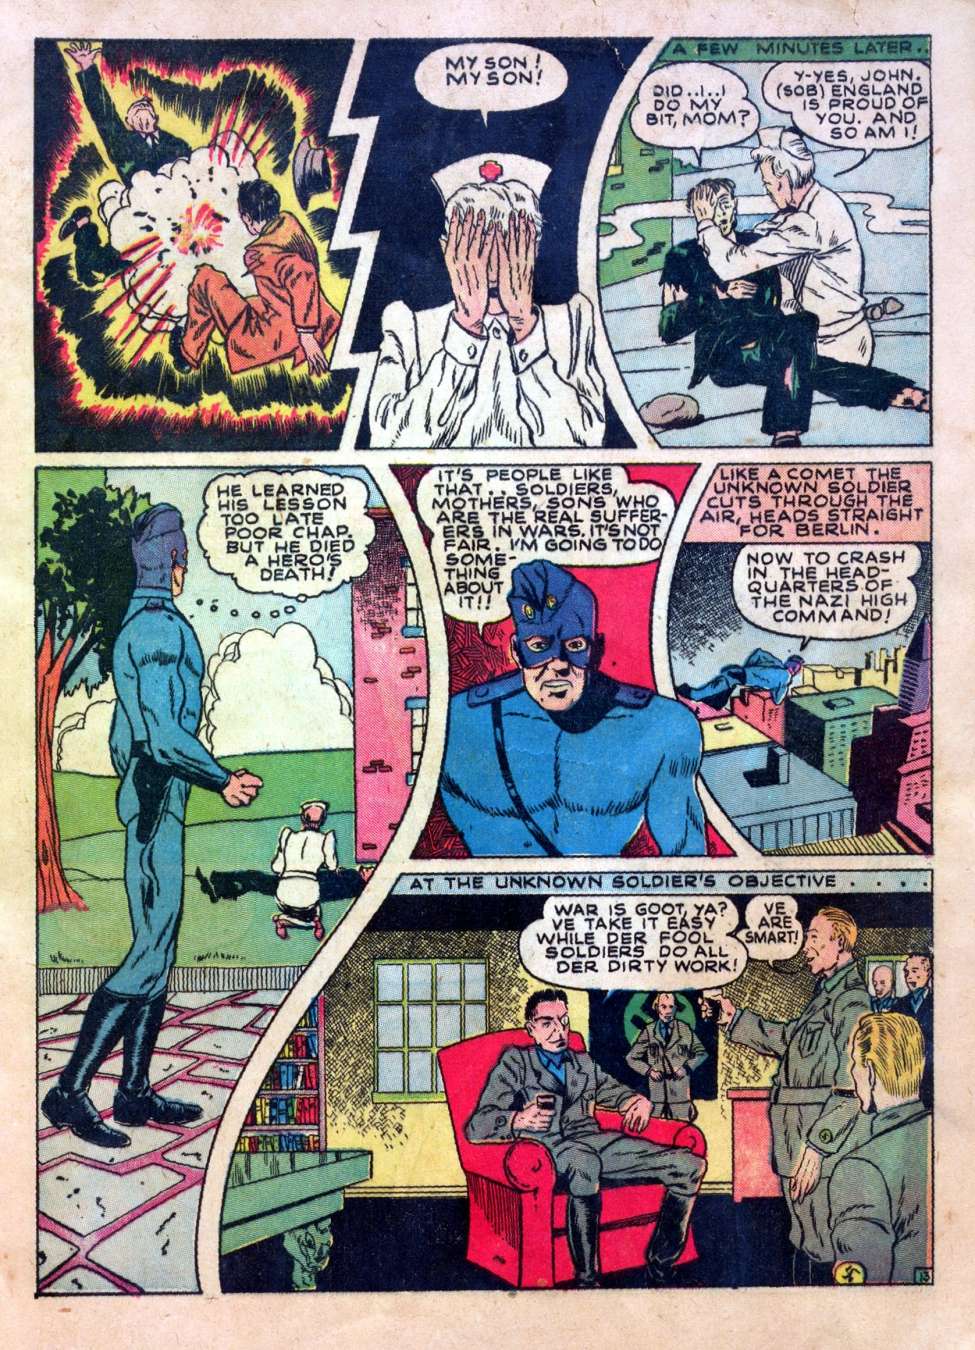 MY SON!
MY SON!
A FEW MINUTES LATER..
DID..I..I
DO MY
BIT, MOM?
Y-YES, JOHN.
(SOB) ENGLAND
IS PROUD OF
YOU. AND
SO AM I!
HE LEARNED
HIS LESSON
TOO LATE
POOR CHAP.
BUT HE DIED
A HERO'S
DEATH!
IT'S PEOPLE LIKE
THAT... SOLDIERS,
MOTHERS, SONS WHO
ARE THE REAL SUFFER-
ERS IN WARS. IT'S NOT
FAIR. I'M GOING TO DO
SOME-
THING
ABOUT
IT!!
LIKE A COMET THE
UNKNOWN SOLDIER
CUTS THROUGH THE
AIR, HEADS STRAIGHT
FOR BERLIN.
NOW TO CRASH
IN THE HEAD-
QUARTERS OF
THE NAZI HIGH
COMMAND!
AT THE UNKNOWN SOLDIER'S OBJECTIVE . . . .
WAR IS GOOT, YA?
VE TAKE IT EASY
WHILE DER FOOL
SOLDIERS DO ALL
DER DIRTY WORK!
VE
ARE
SMART!
13